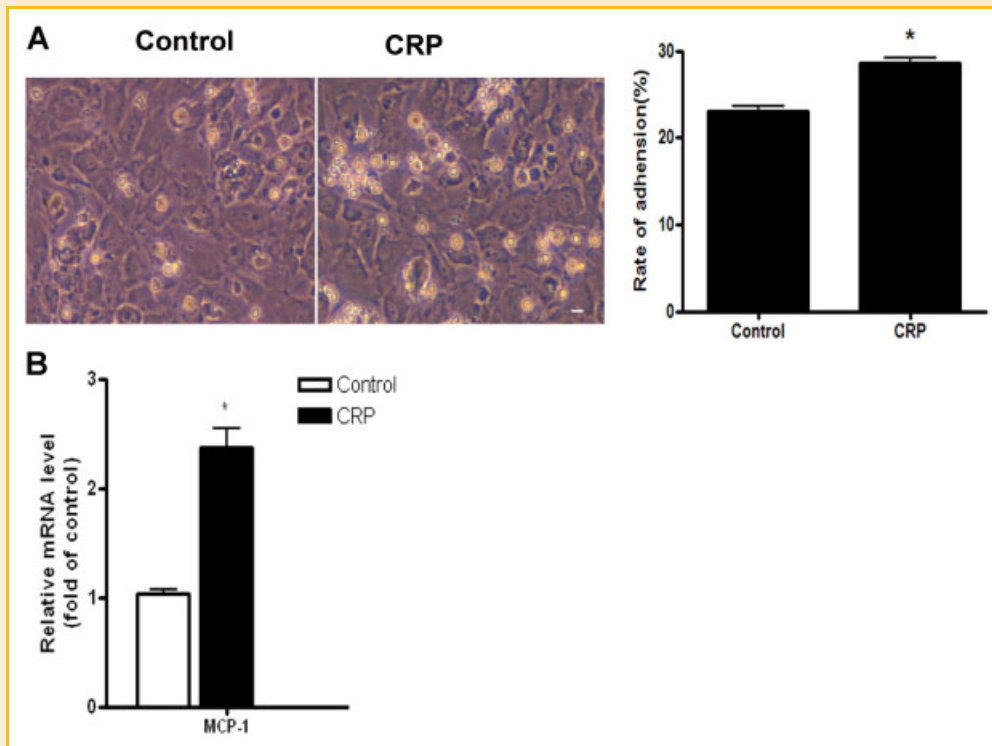 A
Control
CRP
*
Rate of adhension(%)
30
20
10
0
Control
CRP
B
Control
CRP
*
Relative mRNA level
(fold of control)
3
2
1
0
MCP-1